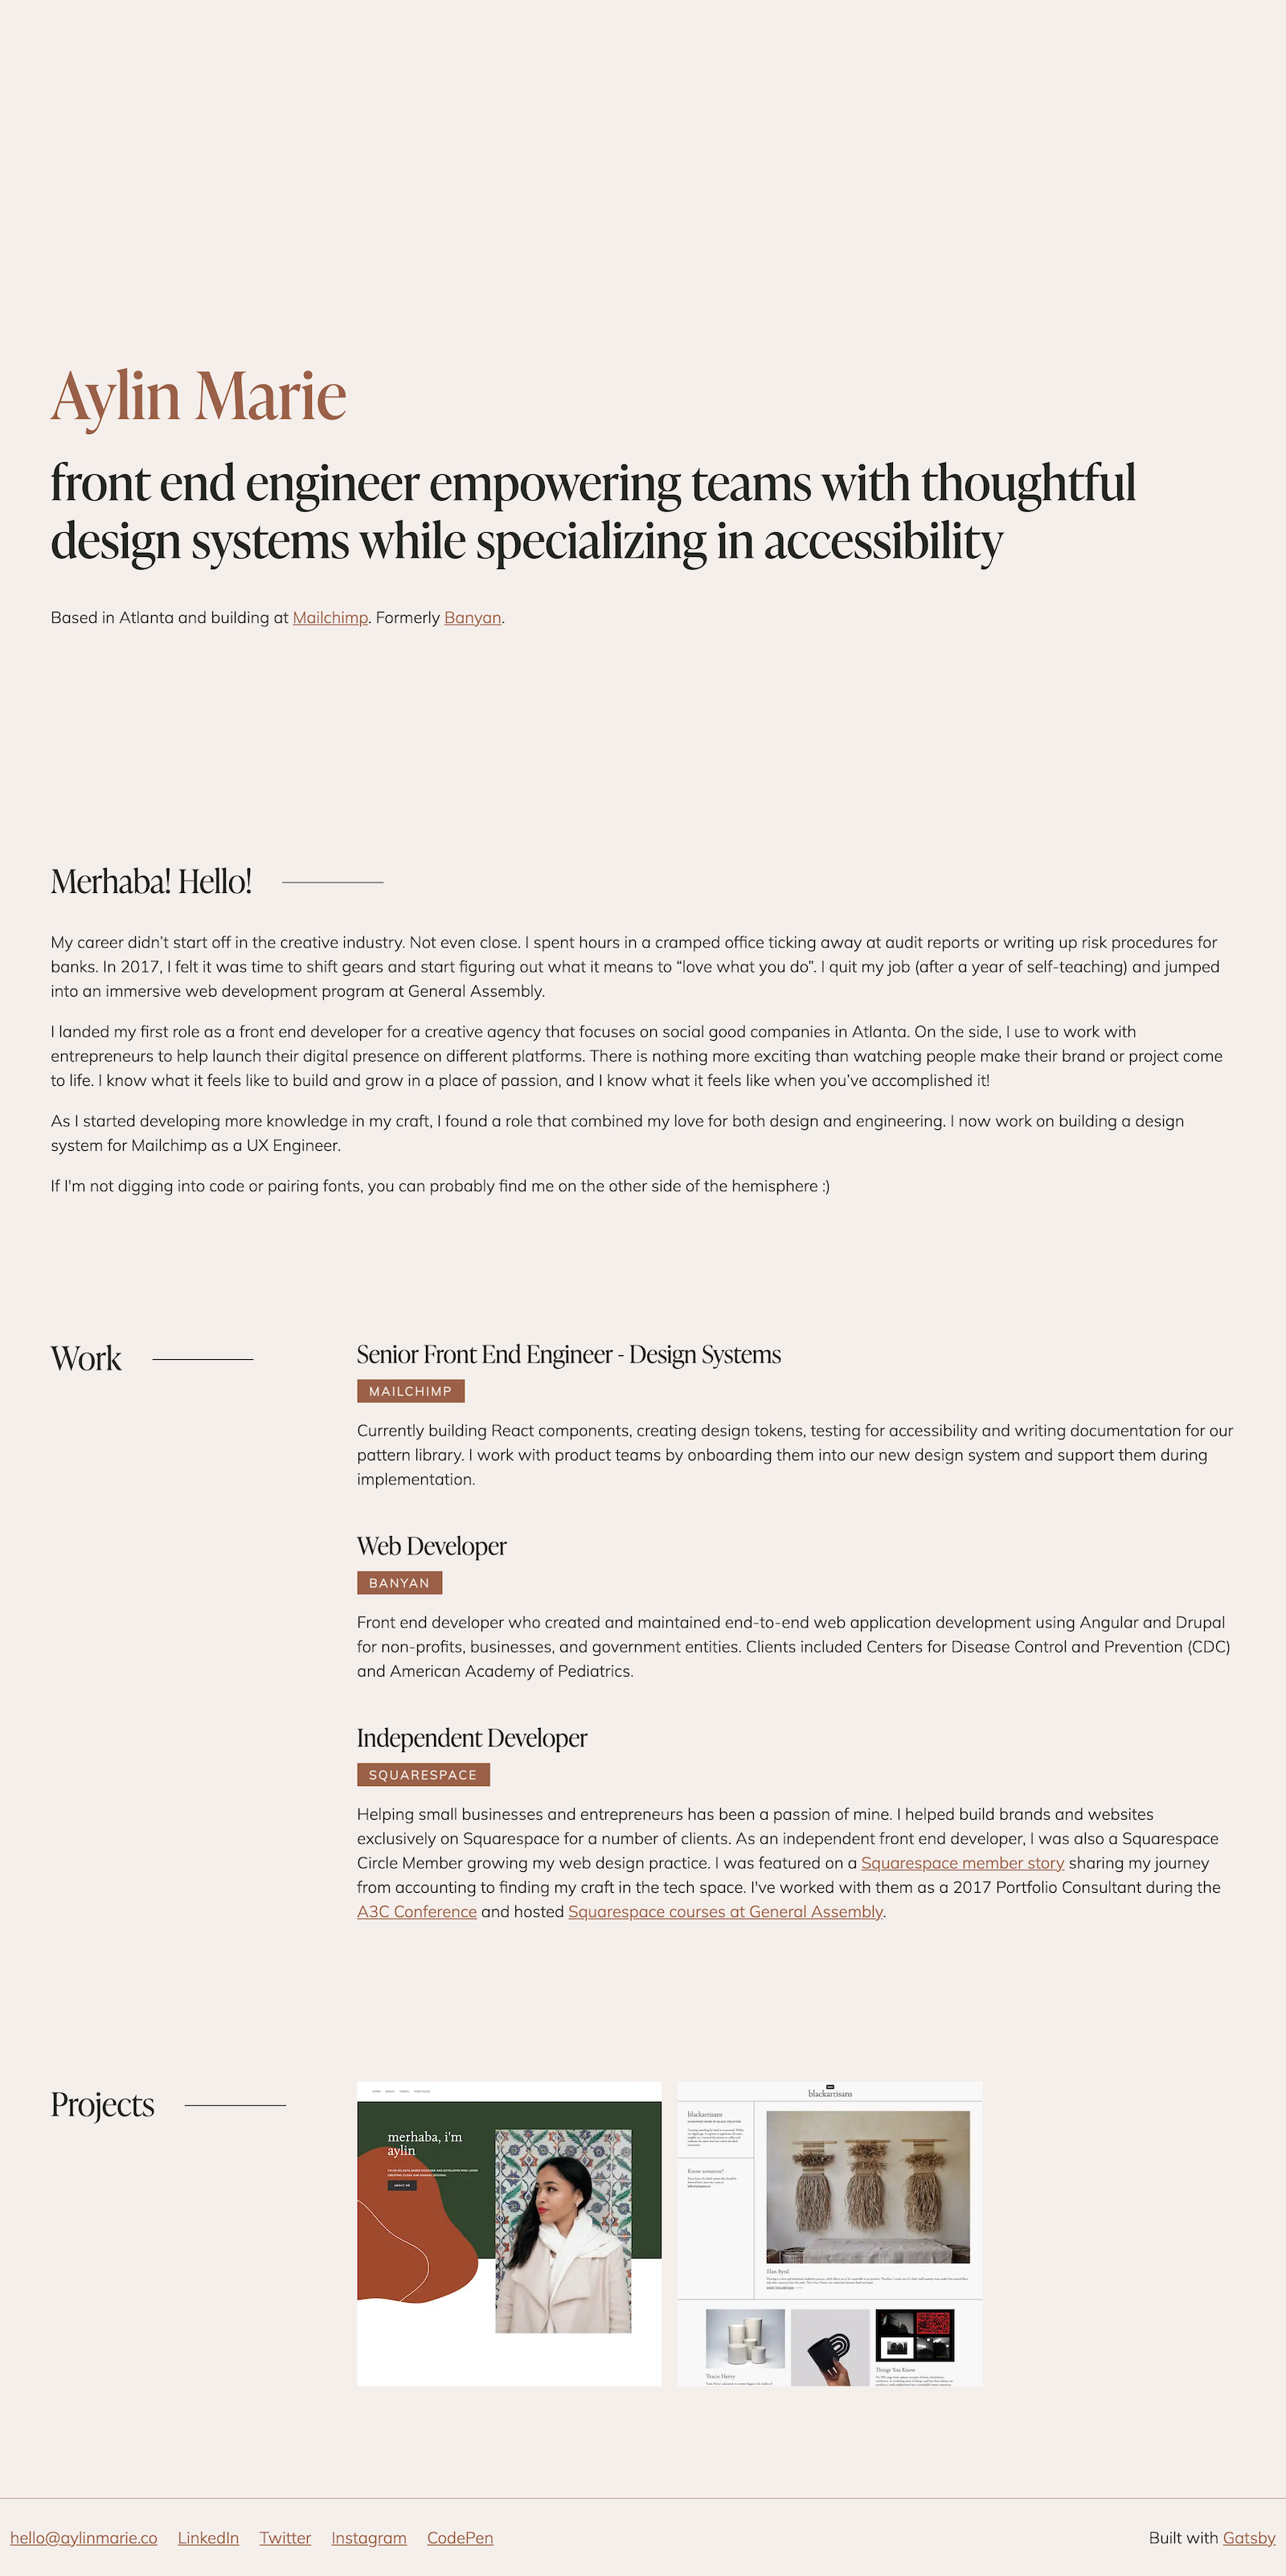 Aylin Marie
front end engineer empowering teams with thoughtful
design systems while specializing in accessibility
Based in Atlanta and building at Mailchimp. Formerly Banyan.
Merhaba! Hello!
My career didn’t start off in the creative industry. Not even close. I spent hours in a cramped office ticking away at audit reports or writing up risk procedures for
banks. In 2017, I felt it was time to shift gears and start figuring out what it means to “love what you do”. I quit my job (after a year of self-teaching) and jumped
into an immersive web development program at General Assembly.
I landed my first role as a front end developer for a creative agency that focuses on social good companies in Atlanta. On the side, I use to work with
entrepreneurs to help launch their digital presence on different platforms. There is nothing more exciting than watching people make their brand or project come
to life. I know what it feels like to build and grow in a place of passion, and I know what it feels like when you’ve accomplished it!
As I started developing more knowledge in my craft, I found a role that combined my love for both design and engineering. I now work on building a design
system for Mailchimp as a UX Engineer.
If I'm not digging into code or pairing fonts, you can probably find me on the other side of the hemisphere :)
Work
Senior Front End Engineer - Design Systems
MAILCHIMP
Currently building React components, creating design tokens, testing for accessibility and writing documentation for our
pattern library. I work with product teams by onboarding them into our new design system and support them during
implementation.
Web Developer
BANYAN
Front end developer who created and maintained end-to-end web application development using Angular and Drupal
for non-profits, businesses, and government entities. Clients included Centers for Disease Control and Prevention (CDC)
and American Academy of Pediatrics.
Independent Developer
SQUARESPACE
Helping small businesses and entrepreneurs has been a passion of mine. I helped build brands and websites
exclusively on Squarespace for a number of clients. As an independent front end developer, I was also a Squarespace
Circle Member growing my web design practice. I was featured on a Squarespace member story sharing my journey
from accounting to finding my craft in the tech space. I've worked with them as a 2017 Portfolio Consultant during the
A3C Conference and hosted Squarespace courses at General Assembly.
Projects
merhaba, i'm
aylin
ABOUT ME
blackartisans
blackartisans
Know someone?
Elan Byrd
Tracie Hervy
Things You Know
hello@aylinmarie.co LinkedIn Twitter Instagram CodePen
Built with Gatsby